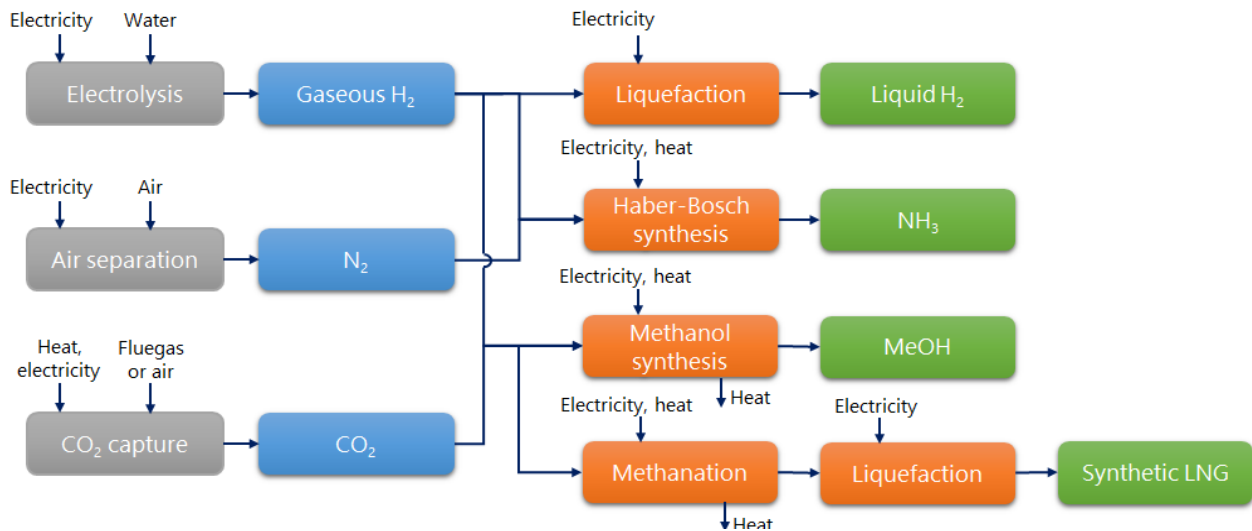 Electricity
Water
Electricity
Electrolysis
Gaseous H₂
Liquefaction
Liquid H₂
Electricity, heat
Electricity
Air
Haber-Bosch
synthesis
NH₃
Air separation
N₂
Electricity, heat
Heat,
electricity
Fluegas
or air
Methanol
synthesis
MeOH
Heat
Electricity, heat
Electricity
CO₂ capture
CO₂
Methanation
Liquefaction
Synthetic LNG
Heat